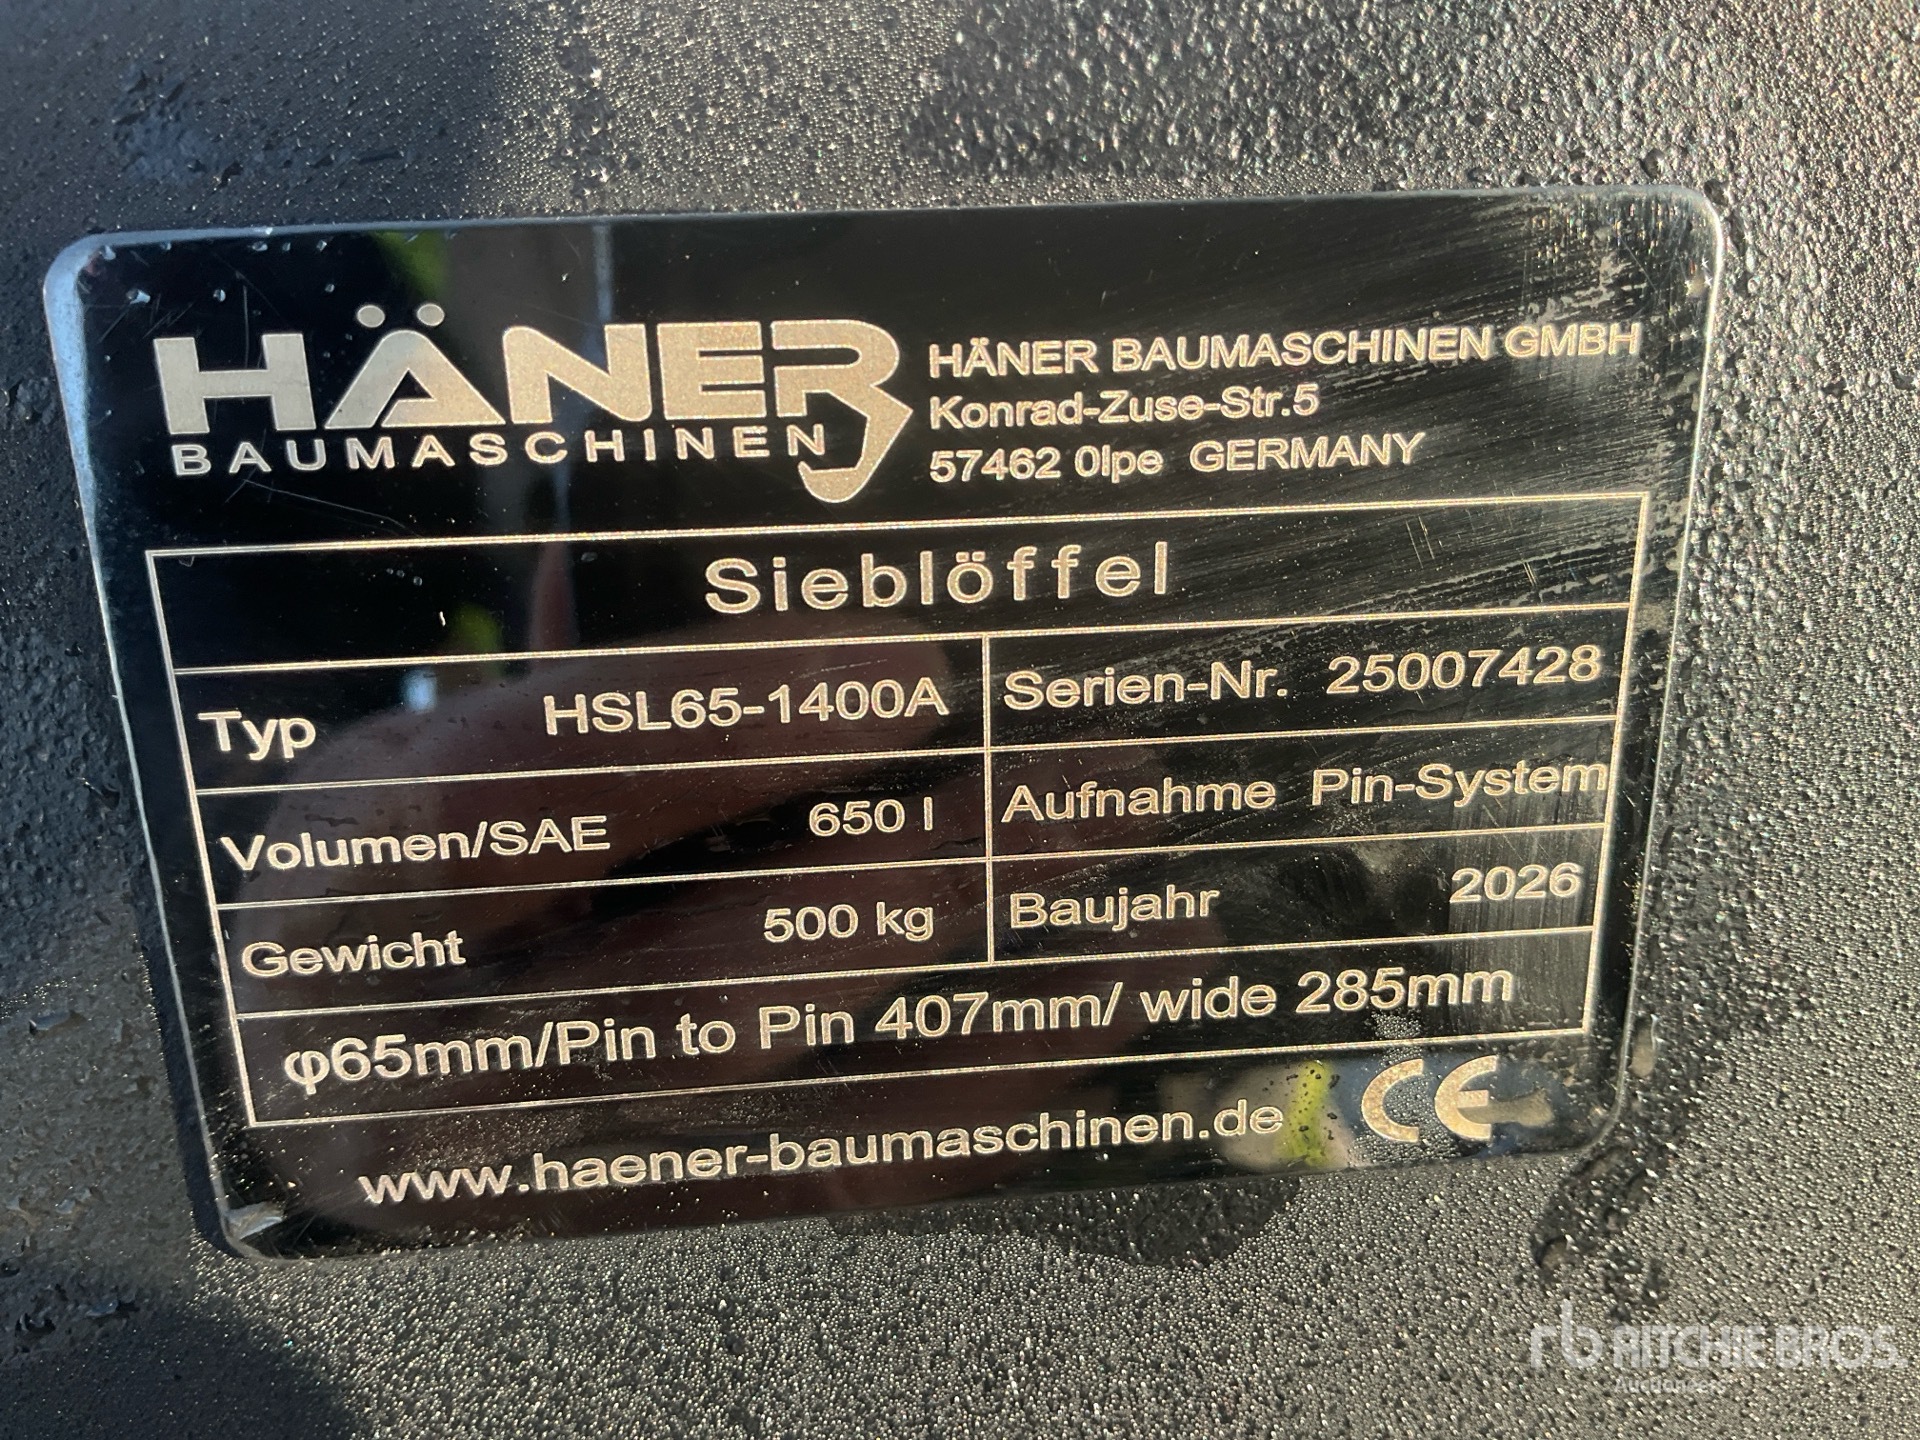 HÄNER
BAUMASCHINEN
HÄNER BAUMASCHINEN GMBH
Konrad-Zuse-Str.5
57462 Olpe GERMANY
Sieblöffel
Typ HSL65-1400A
Serien-Nr. 25007428
Volumen/SAE 650 l
Aufnahme Pin-System
Gewicht 500 kg
Baujahr 2026
φ65mm/Pin to Pin 407mm/ wide 285mm
www.haener-baumaschinen.de CE
rb RITCHIE BROS.
Auctioneers